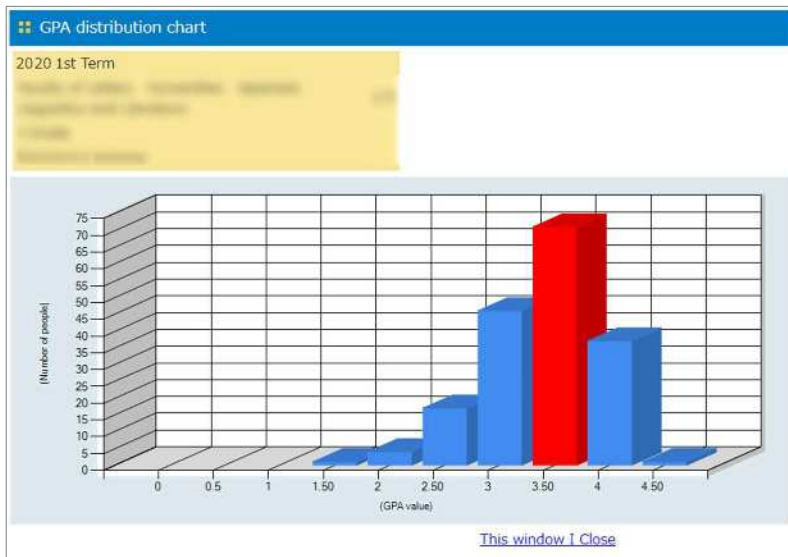 GPA distribution chart
2020 1st Term
75
70
65
60
55
50
45
40
35
30
25
20
15
10
5
0
(Number of people)
0 0.5 1 1.50 2 2.50 3 3.50 4 4.50
(GPA value)
This window I Close